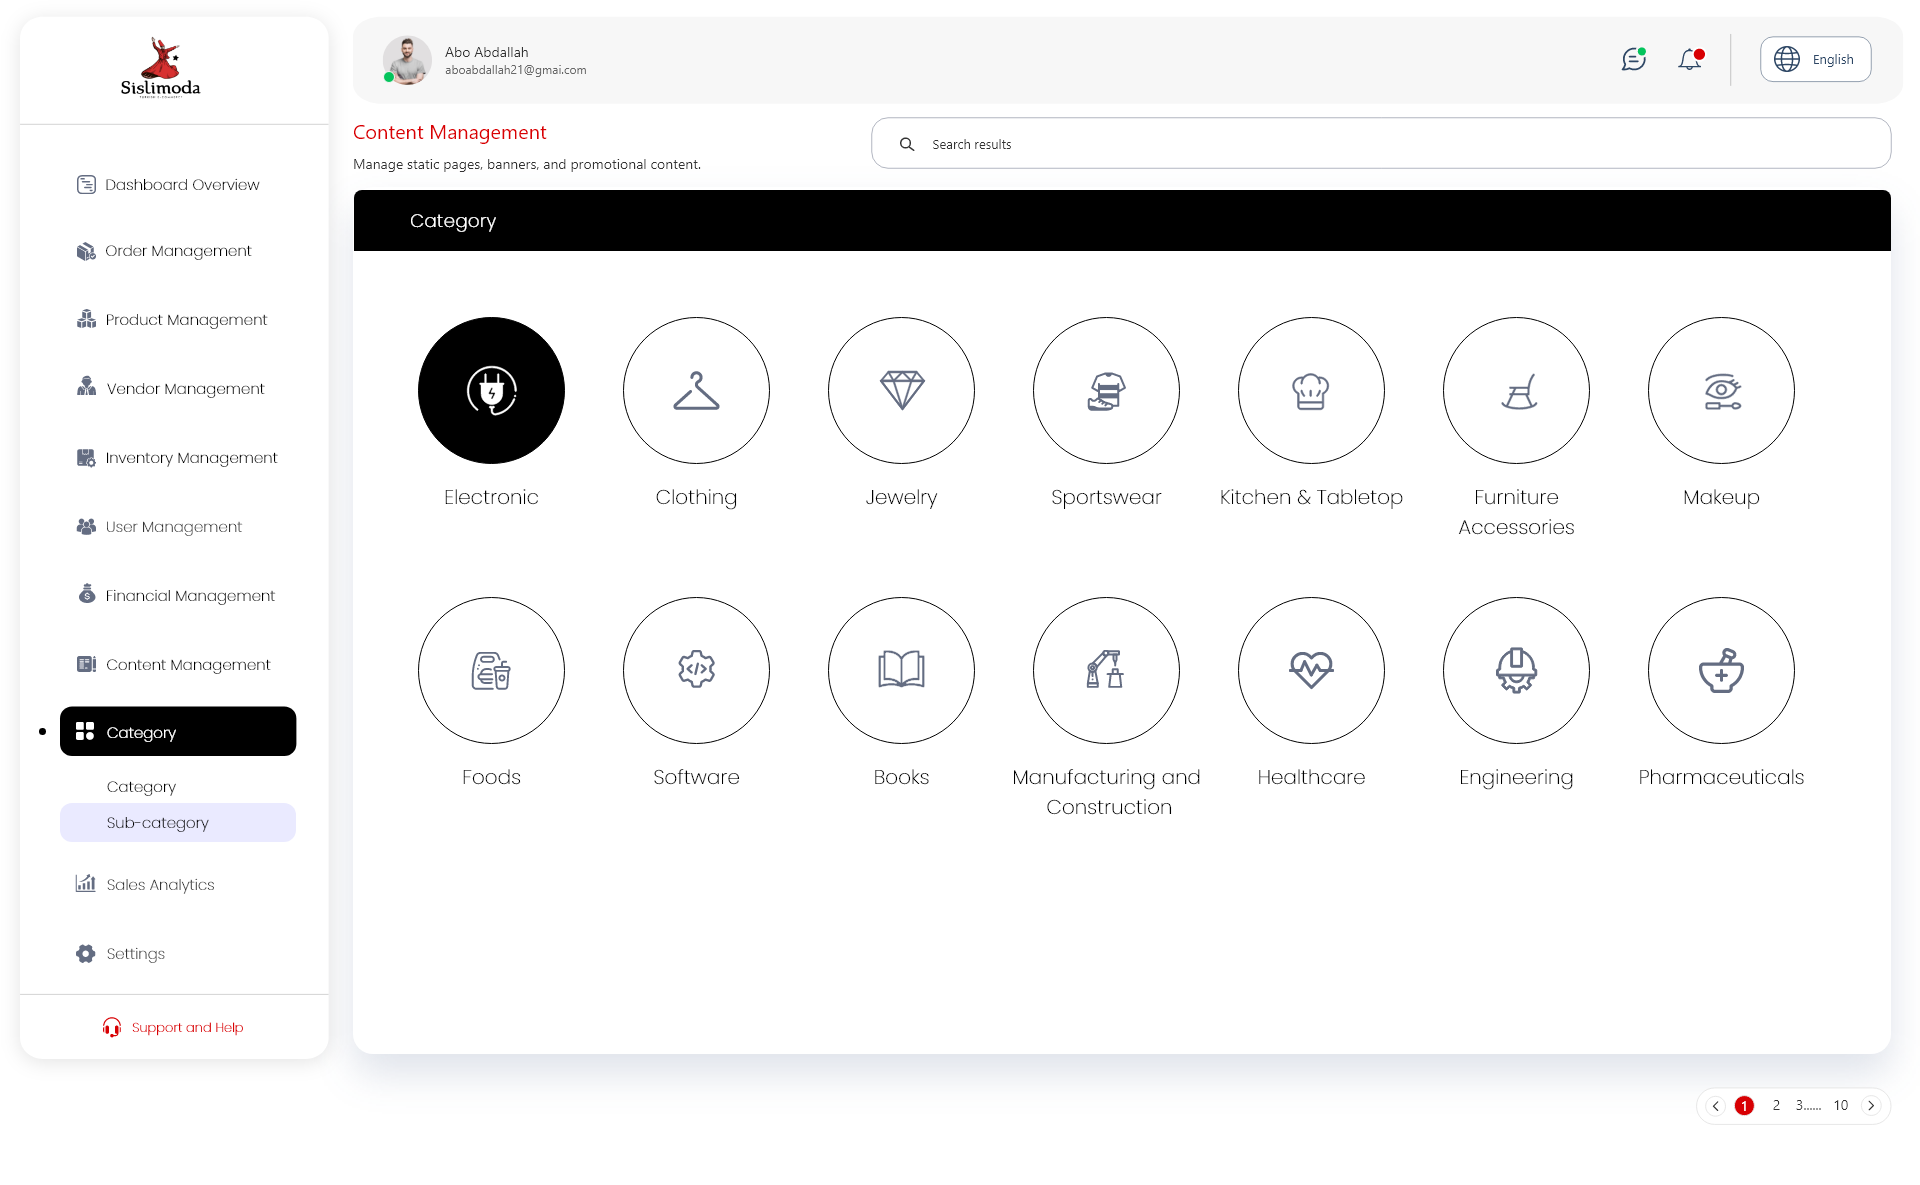 Sislimoda
Dashboard Overview
Order Management
Product Management
Vendor Management
Inventory Management
User Management
Financial Management
Content Management
Category
Category
Sub-category
Sales Analytics
Settings
Support and Help
Abo Abdallah
aboabdallah21@gmai.com
English
Content Management
Manage static pages, banners, and promotional content.
Search results
Category
Electronic
Clothing
Jewelry
Sportswear
Kitchen & Tabletop
Furniture
Accessories
Makeup
Foods
Software
Books
Manufacturing and
Construction
Healthcare
Engineering
Pharmaceuticals
1 2 3...... 10